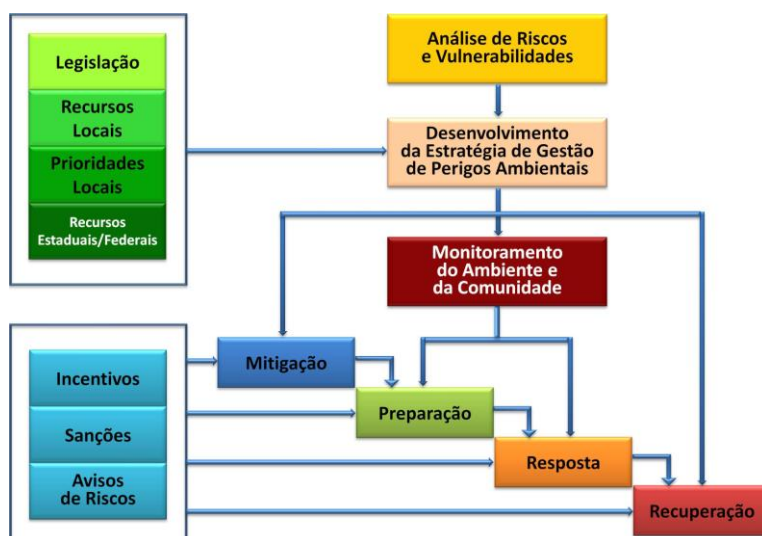 Legislação
Recursos
Locais
Prioridades
Locais
Recursos
Estaduais/Federais
Análise de Riscos
e Vulnerabilidades
Desenvolvimento
da Estratégia de Gestão
de Perigos Ambientais
Monitoramento
do Ambiente e
da Comunidade
Incentivos
Sanções
Avisos
de Riscos
Mitigação
Preparação
Resposta
Recuperação